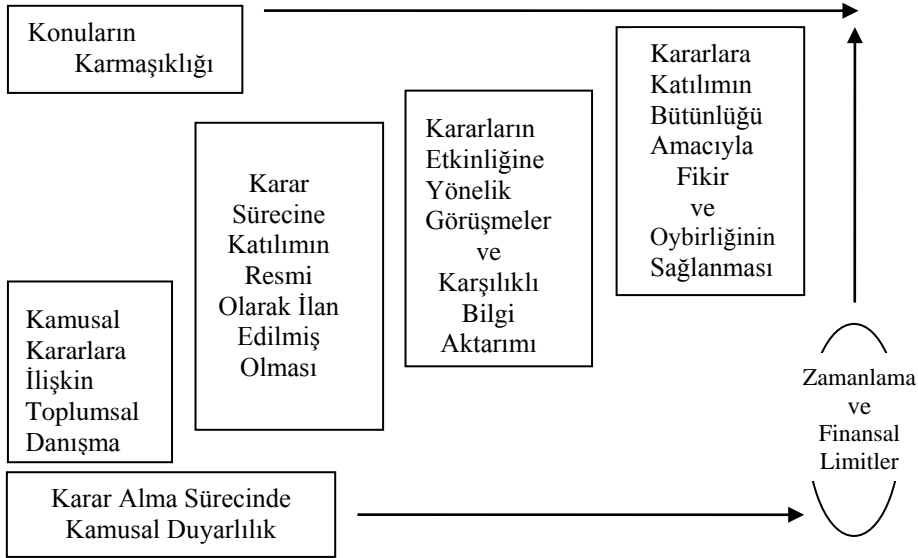 Konuların
Karmaşıklığı
Kamusal
Kararlara
İlişkin
Toplumsal
Danışma
Karar
Sürecine
Katılımın
Resmi
Olarak İlan
Edilmiş
Olması
Kararların
Etkinliğine
Yönelik
Görüşmeler
ve
Karşılıklı
Bilgi
Aktarımı
Kararlara
Katılımın
Bütünlüğü
Amacıyla
Fikir
ve
Oybirliğinin
Sağlanması
Zamanlama
ve
Finansal
Limitler
Karar Alma Sürecinde
Kamusal Duyarlılık